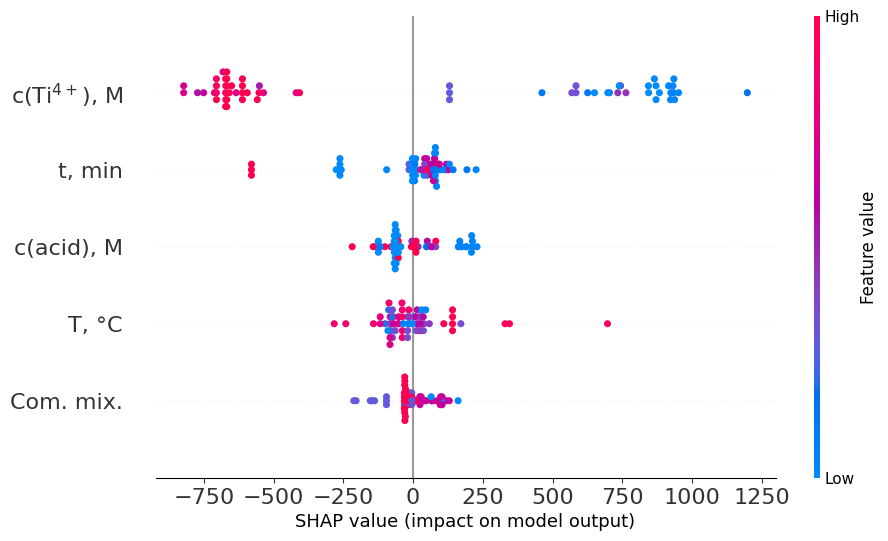 High
c(Ti⁴⁺), M
t, min
c(acid), M
T, °C
Com. mix.
Feature value
Low
−750 −500 −250 0 250 500 750 1000 1250
SHAP value (impact on model output)